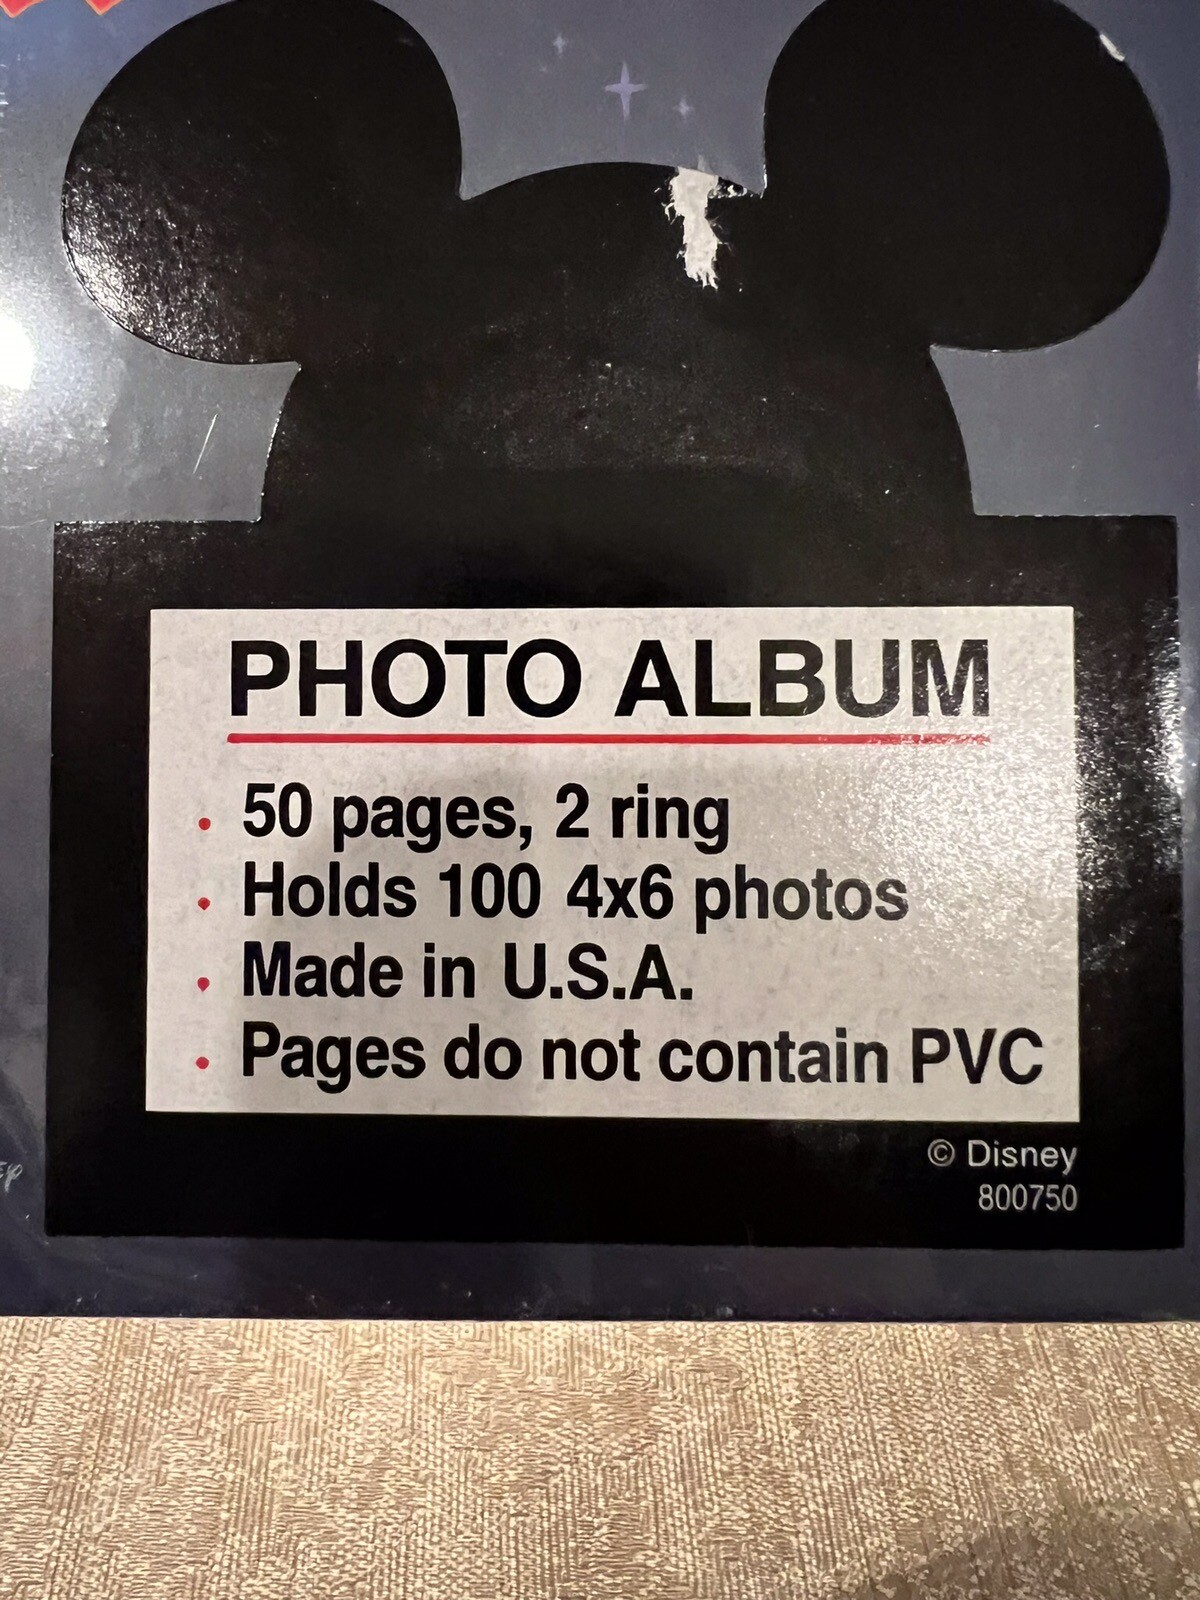 PHOTO ALBUM
. 50 pages, 2 ring
. Holds 100 4x6 photos
. Made in U.S.A.
. Pages do not contain PVC
© Disney
800750